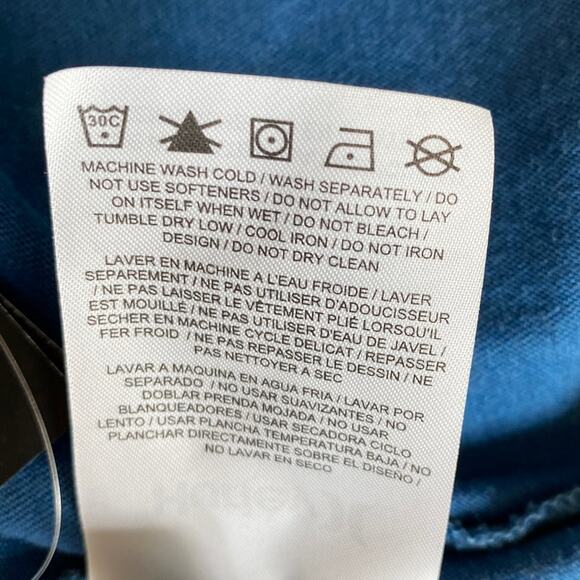 30C
MACHINE WASH COLD / WASH SEPARATELY / DO
NOT USE SOFTENERS / DO NOT ALLOW TO LAY
ON ITSELF WHEN WET / DO NOT BLEACH /
TUMBLE DRY LOW / COOL IRON / DO NOT IRON
DESIGN / DO NOT DRY CLEAN
LAVER EN MACHINE A L'EAU FROIDE / LAVER
SEPAREMENT / NE PAS UTILISER D'ADOUCISSEUR
/ NE PAS LAISSER LE VÊTEMENT PLIÉ LORSQU'IL
EST MOUILLÉ / NE PAS UTILISER D'EAU DE JAVEL /
SECHER EN MACHINE CYCLE DELICAT / REPASSER
FER FROID / NE PAS REPASSER LE DESSIN / NE
PAS NETTOYER A SEC
LAVAR A MAQUINA EN AGUA FRIA / LAVAR POR
SEPARADO / NO USAR SUAVIZANTES / NO
DOBLAR PRENDA MOJADA / NO USAR
BLANQUEADORES / USAR SECADORA CICLO
LENTO / USAR PLANCHA TEMPERATURA BAJA / NO
PLANCHAR DIRECTAMENTE SOBRE EL DISEÑO /
NO LAVAR EN SECO